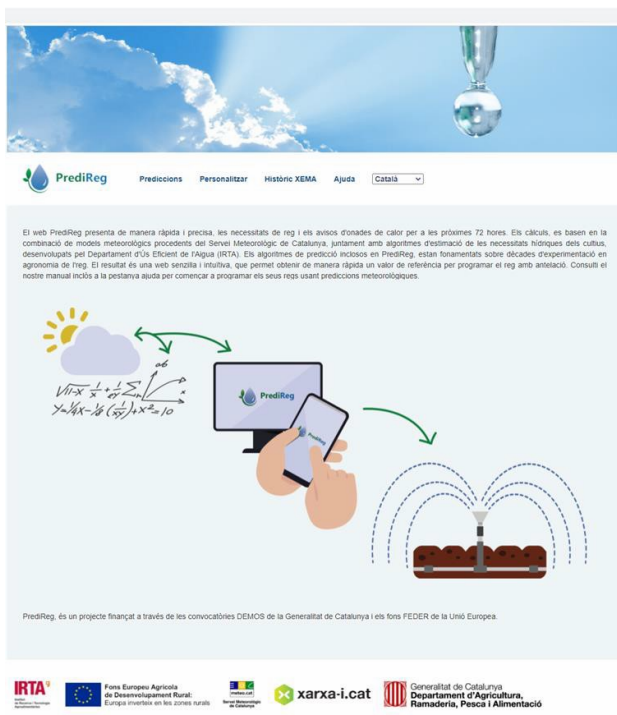 PrediReg
Prediccions Personalitzar Històric XEMA Ajuda Català
El web PrediReg presenta de manera ràpida i precisa, les necessitats de reg i els avisos d'onades de calor per a les pròximes 72 hores. Els càlculs, es basen en la
combinació de models meteorològics procedents del Servei Meteorològic de Catalunya, juntament amb algoritmes d'estimació de les necessitats hídriques dels cultius,
desenvolupats pel Departament d'Ús Eficient de l'Aigua (IRTA). Els algoritmes de predicció inclosos en PrediReg, estan fonamentats sobre dècades d'experimentació en
agronomia de l'reg. El resultat és una web senzilla i intuïtiva, que permet obtenir de manera ràpida un valor de referència per programar el reg amb antelació. Consulti el
nostre manual inclòs a la pestanya ajuda per començar a programar els seus regs usant prediccions meteorològiques.
ab
PrediReg
PrediReg
PrediReg, és un projecte finançat a través de les convocatòries DEMOS de la Generalitat de Catalunya i els fons FEDER de la Unió Europea.
IRTA
Fons Europeu Agrícola
de Desenvolupament Rural:
Europa inverteix en les zones rurals
meteo.cat
Servei Meteorològic
de Catalunya
xarxa-i.cat
Generalitat de Catalunya
Departament d'Agricultura,
Ramaderia, Pesca i Alimentació